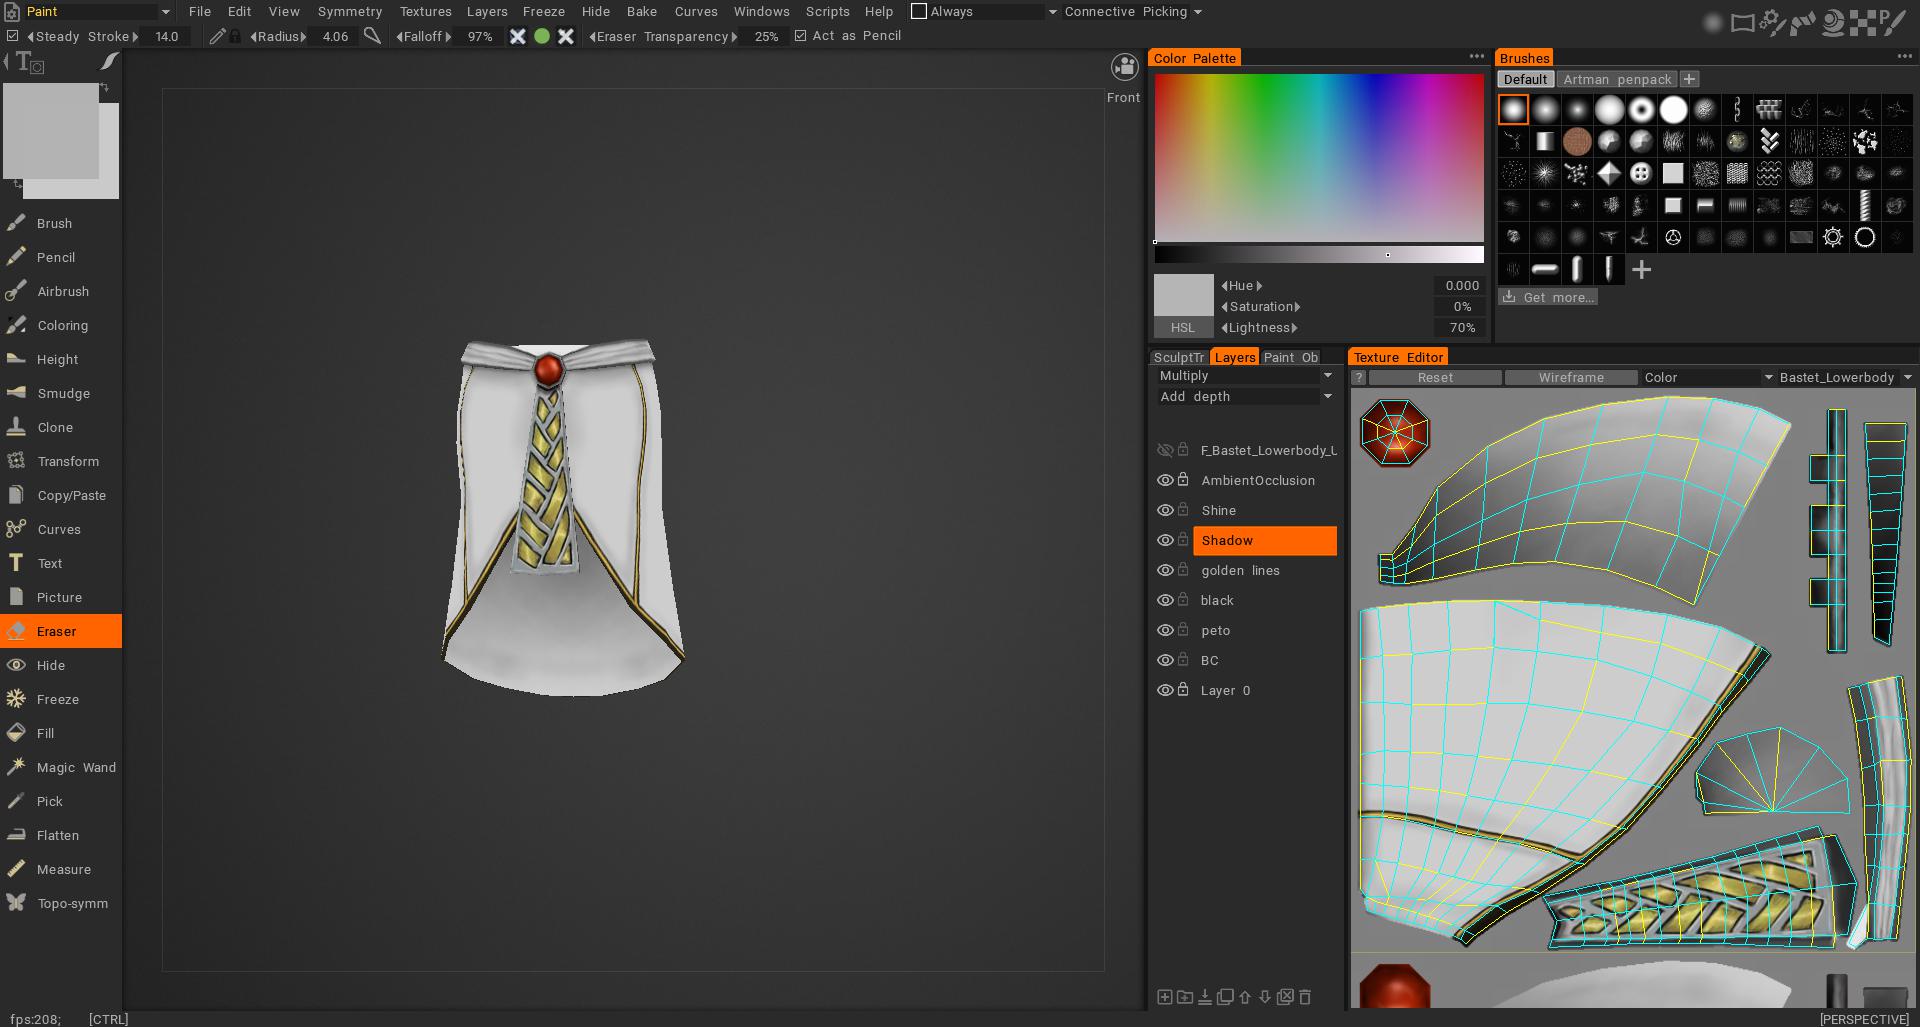 Paint File Edit View Symmetry Textures Layers Freeze Hide Bake Curves Windows Scripts Help Always Connective Picking
Steady Stroke 14.0 Radius 4.06 Falloff 97% Eraser Transparency 25% Act as Pencil
Front
Brush
Pencil
Airbrush
Coloring
Height
Smudge
Clone
Transform
Copy/Paste
Curves
Text
Picture
Eraser
Hide
Freeze
Fill
Magic Wand
Pick
Flatten
Measure
Topo-symm
Color Palette
Hue 0.000
Saturation 0%
HSL Lightness 70%
Brushes
Default Artman penpack
Get more...
SculptTr Layers Paint Ob
Multiply
Add depth
F_Bastet_Lowerbody_U
AmbientOcclusion
Shine
Shadow
golden lines
black
peto
BC
Layer 0
Texture Editor
? Reset Wireframe Color Bastet_Lowerbody
fps:208; [CTRL] [PERSPECTIVE]